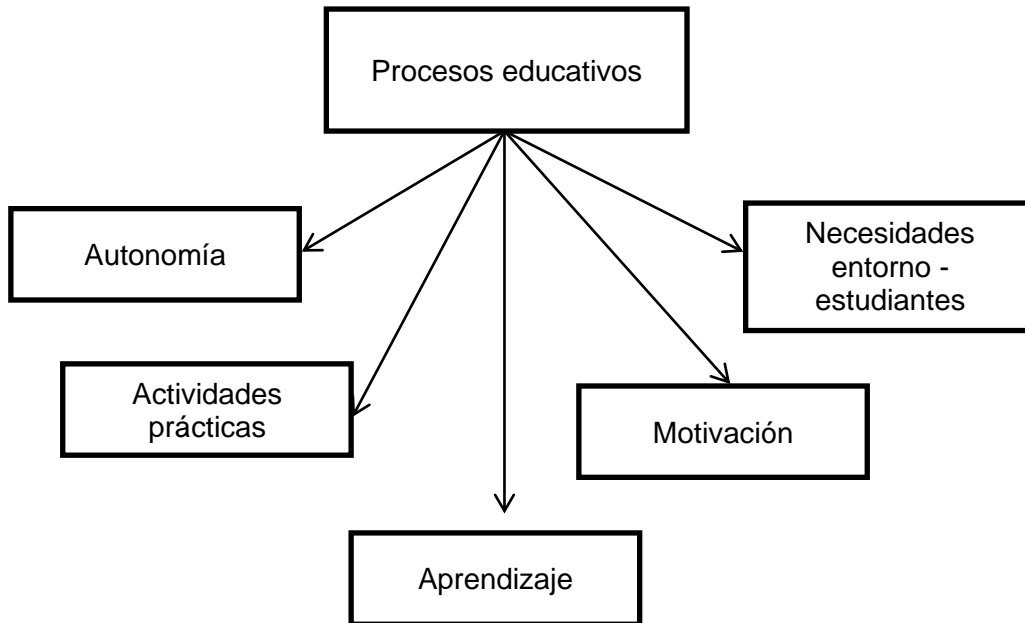 Procesos educativos
Autonomía
Necesidades
entorno -
estudiantes
Actividades
prácticas
Motivación
Aprendizaje